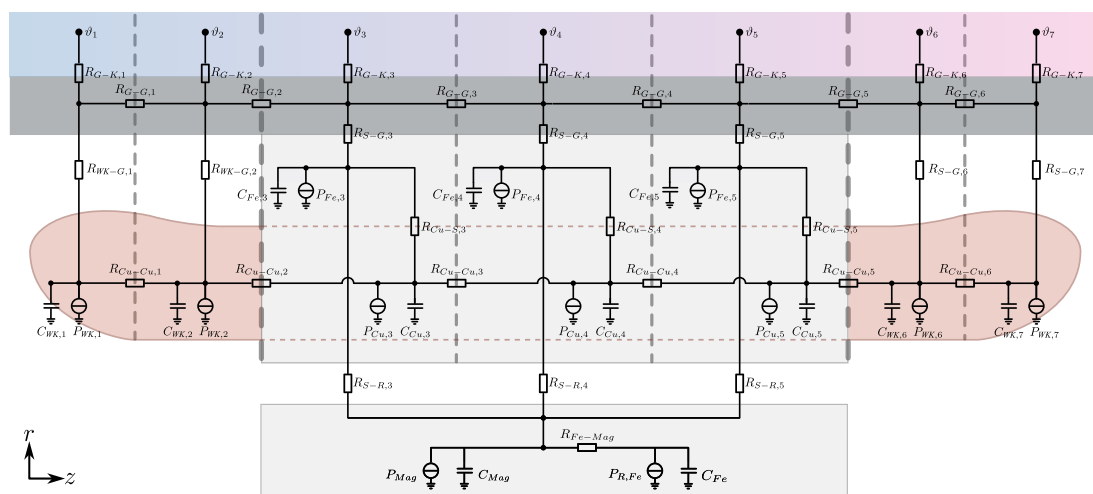 ϑ1 ϑ2 ϑ3 ϑ4 ϑ5 ϑ6 ϑ7
RG−K,1 RG−K,2 RG−K,3 RG−K,4 RG−K,5 RG−K,6 RG−K,7
RG−G,1 RG−G,2 RG−G,3 RG−G,4 RG−G,5 RG−G,6
RS−G,3 RS−G,4 RS−G,5
RWK−G,1 RWK−G,2 RS−G,6 RS−G,7
CFe,3 PFe,3 CFe,4 PFe,4 CFe,5 PFe,5
RCu−S,3 RCu−S,4 RCu−S,5
RCu−Cu,1 RCu−Cu,2 RCu−Cu,3 RCu−Cu,4 RCu−Cu,5 RCu−Cu,6
CWK,1 PWK,1 CWK,2 PWK,2 PCu,3 CCu,3 PCu,4 CCu,4 PCu,5 CCu,5 CWK,6 PWK,6 CWK,7 PWK,7
RS−R,3 RS−R,4 RS−R,5
RFe−Mag
PMag CMag PR,Fe CFe
r
z